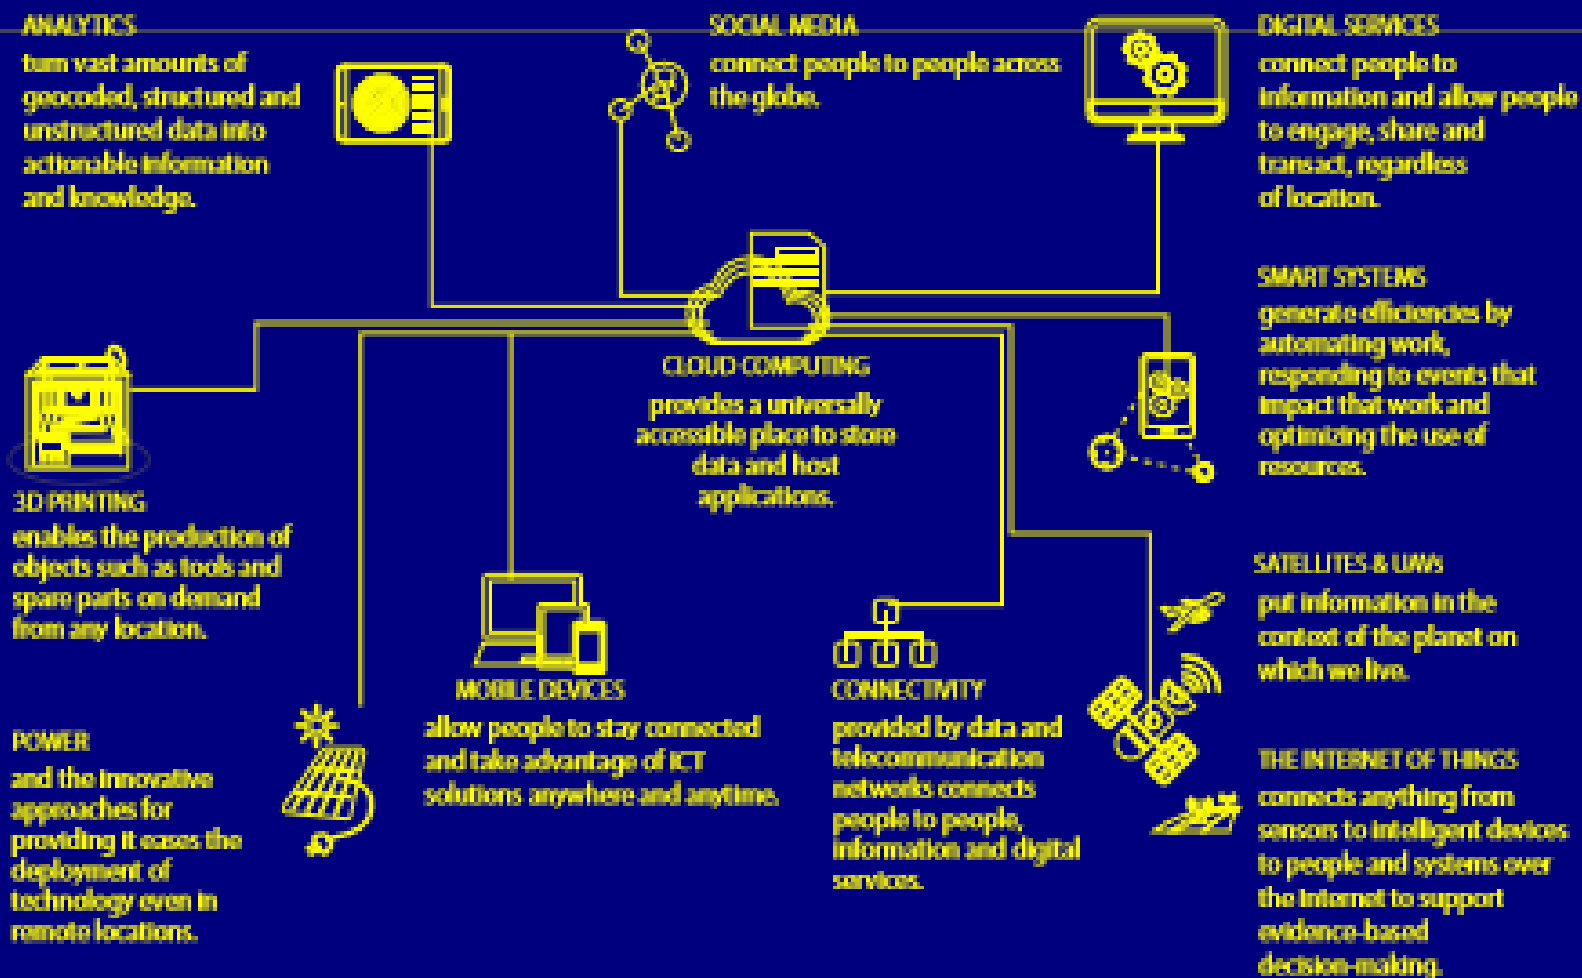 ANALYTICS
turn vast amounts of
geocoded, structured and
unstructured data into
actionable information
and knowledge.
SOCIAL MEDIA
connect people to people across
the globe.
DIGITAL SERVICES
connect people to
information and allow people
to engage, share and
transact, regardless
of location.
SMART SYSTEMS
generate efficiencies by
automating work,
responding to events that
impact that work and
optimizing the use of
resources.
CLOUD COMPUTING
provides a universally
accessible place to store
data and host
applications.
3D PRINTING
enables the production of
objects such as tools and
spare parts on demand
from any location.
SATELLITES & UAVs
put information in the
context of the planet on
which we live.
MOBILE DEVICES
allow people to stay connected
and take advantage of ICT
solutions anywhere and anytime.
CONNECTIVITY
provided by data and
telecommunication
networks connects
people to people,
information and digital
services.
POWER
and the innovative
approaches for
providing it eases the
deployment of
technology even in
remote locations.
THE INTERNET OF THINGS
connects anything from
sensors to intelligent devices
to people and systems over
the Internet to support
evidence-based
decision-making.